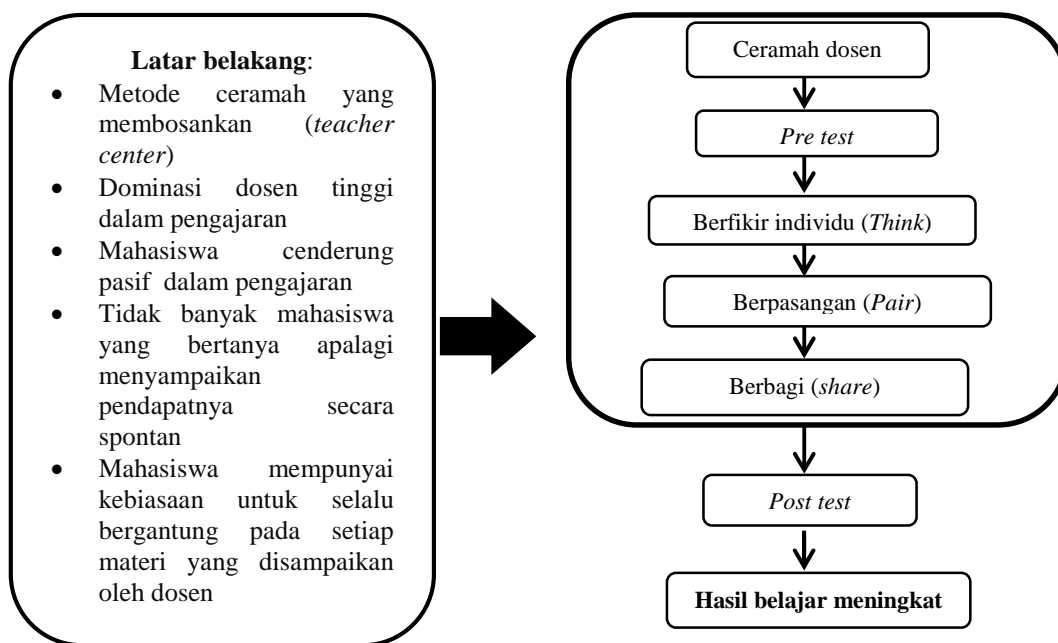 Latar belakang:
• Metode ceramah yang
membosankan (teacher
center)
• Dominasi dosen tinggi
dalam pengajaran
• Mahasiswa cenderung
pasif dalam pengajaran
• Tidak banyak mahasiswa
yang bertanya apalagi
menyampaikan
pendapatnya secara
spontan
• Mahasiswa mempunyai
kebiasaan untuk selalu
bergantung pada setiap
materi yang disampaikan
oleh dosen
Ceramah dosen
Pre test
Berfikir individu (Think)
Berpasangan (Pair)
Berbagi (share)
Post test
Hasil belajar meningkat